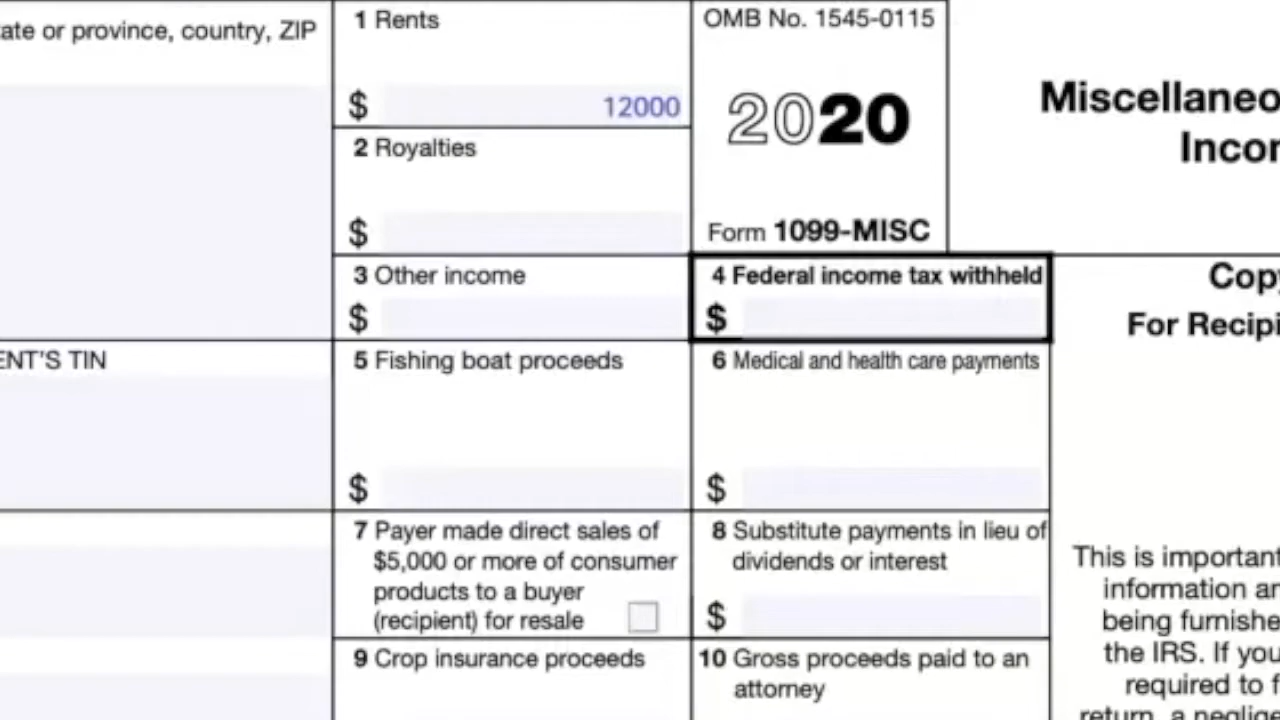 ate or province, country, ZIP
1 Rents
$ 12000
OMB No. 1545-0115
2020
Form 1099-MISC
Miscellaneo
Incor
2 Royalties
$
3 Other income
$
4 Federal income tax withheld
$
Copy
For Recipi
ENT'S TIN
5 Fishing boat proceeds
$
6 Medical and health care payments
$
7 Payer made direct sales of
$5,000 or more of consumer
products to a buyer
(recipient) for resale
8 Substitute payments in lieu of
dividends or interest
$
This is important
information an
being furnishe
the IRS. If you
required to f
return, a neglige
9 Crop insurance proceeds
10 Gross proceeds paid to an
attorney